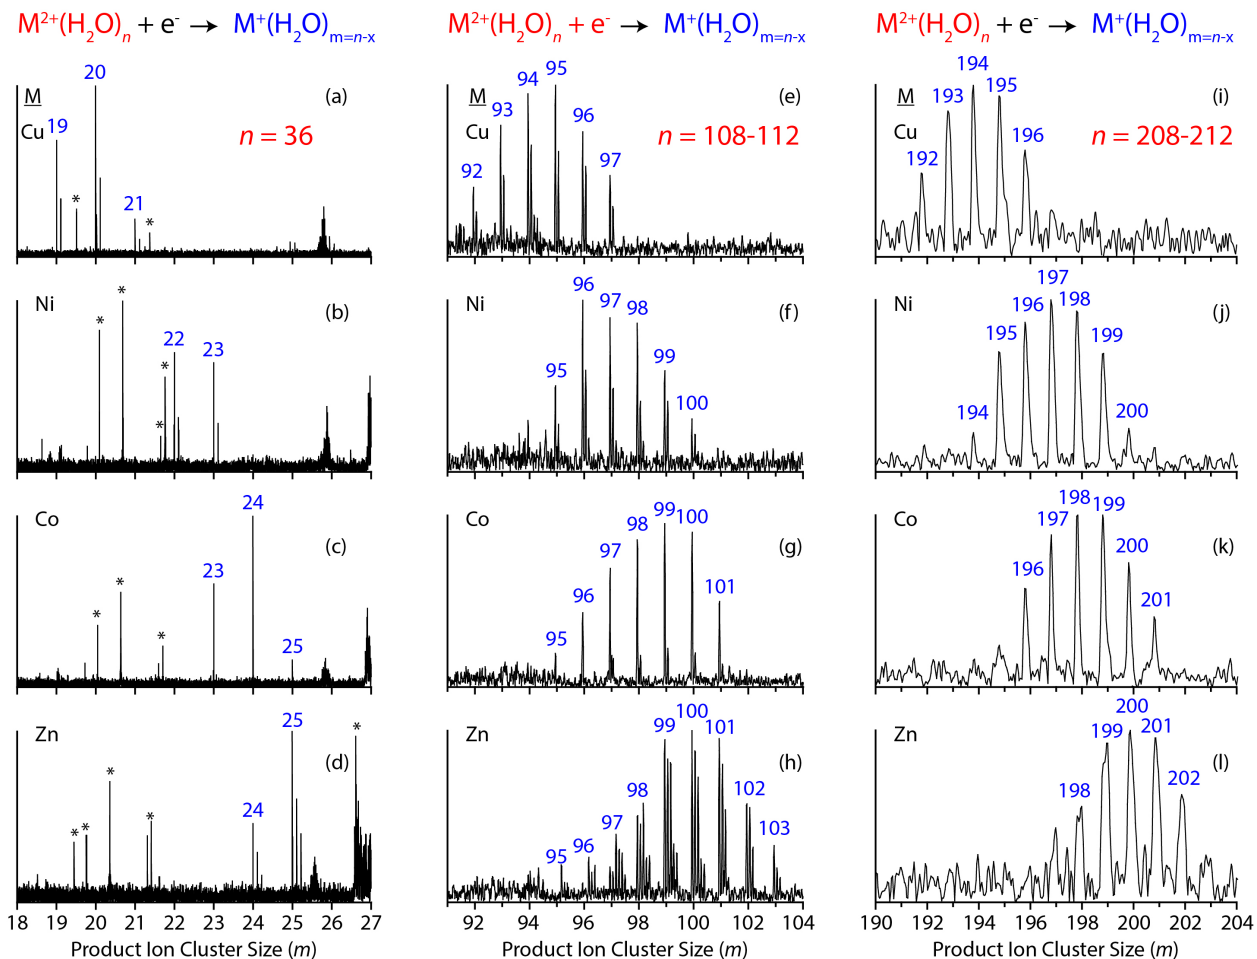 M²⁺(H₂O)ₙ + e⁻ → M⁺(H₂O)ₘ₌ₙ₋ₓ
M²⁺(H₂O)ₙ + e⁻ → M⁺(H₂O)ₘ₌ₙ₋ₓ
M²⁺(H₂O)ₙ + e⁻ → M⁺(H₂O)ₘ₌ₙ₋ₓ
M
Cu
19
*
20
21
*
(a)
n = 36
M
Cu
92
93
94
95
96
97
(e)
n = 108-112
M
Cu
192
193
194
195
196
(i)
n = 208-212
Ni
*
*
*
*
22
23
(b)
Ni
95
96
97
98
99
100
(f)
Ni
194
195
196
197
198
199
200
(j)
Co
*
*
*
23
24
25
(c)
Co
95
96
97
98
99
100
101
(g)
Co
196
197
198
199
200
201
(k)
Zn
*
*
*
*
24
25
*
(d)
Zn
95
96
97
98
99
100
101
102
103
(h)
Zn
198
199
200
201
202
(l)
18 19 20 21 22 23 24 25 26 27
92 94 96 98 100 102 104
190 192 194 196 198 200 202 204
Product Ion Cluster Size (m)
Product Ion Cluster Size (m)
Product Ion Cluster Size (m)